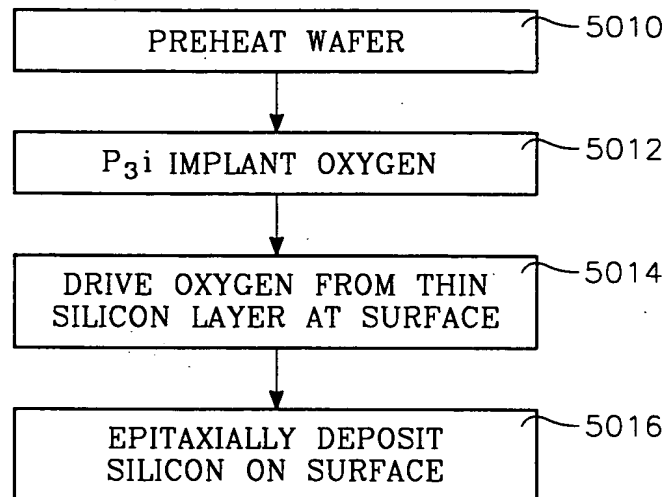 PREHEAT WAFER
5010
P₃i IMPLANT OXYGEN
5012
DRIVE OXYGEN FROM THIN
SILICON LAYER AT SURFACE
5014
EPITAXIALLY DEPOSIT
SILICON ON SURFACE
5016